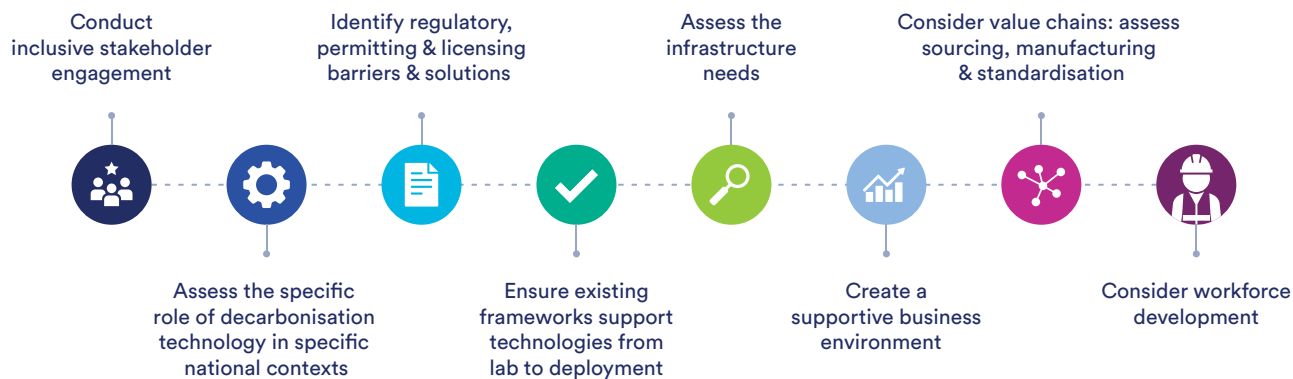 Conduct
inclusive stakeholder
engagement
Assess the specific
role of decarbonisation
technology in specific
national contexts
Identify regulatory,
permitting & licensing
barriers & solutions
Ensure existing
frameworks support
technologies from
lab to deployment
Assess the
infrastructure
needs
Create a
supportive business
environment
Consider value chains: assess
sourcing, manufacturing
& standardisation
Consider workforce
development